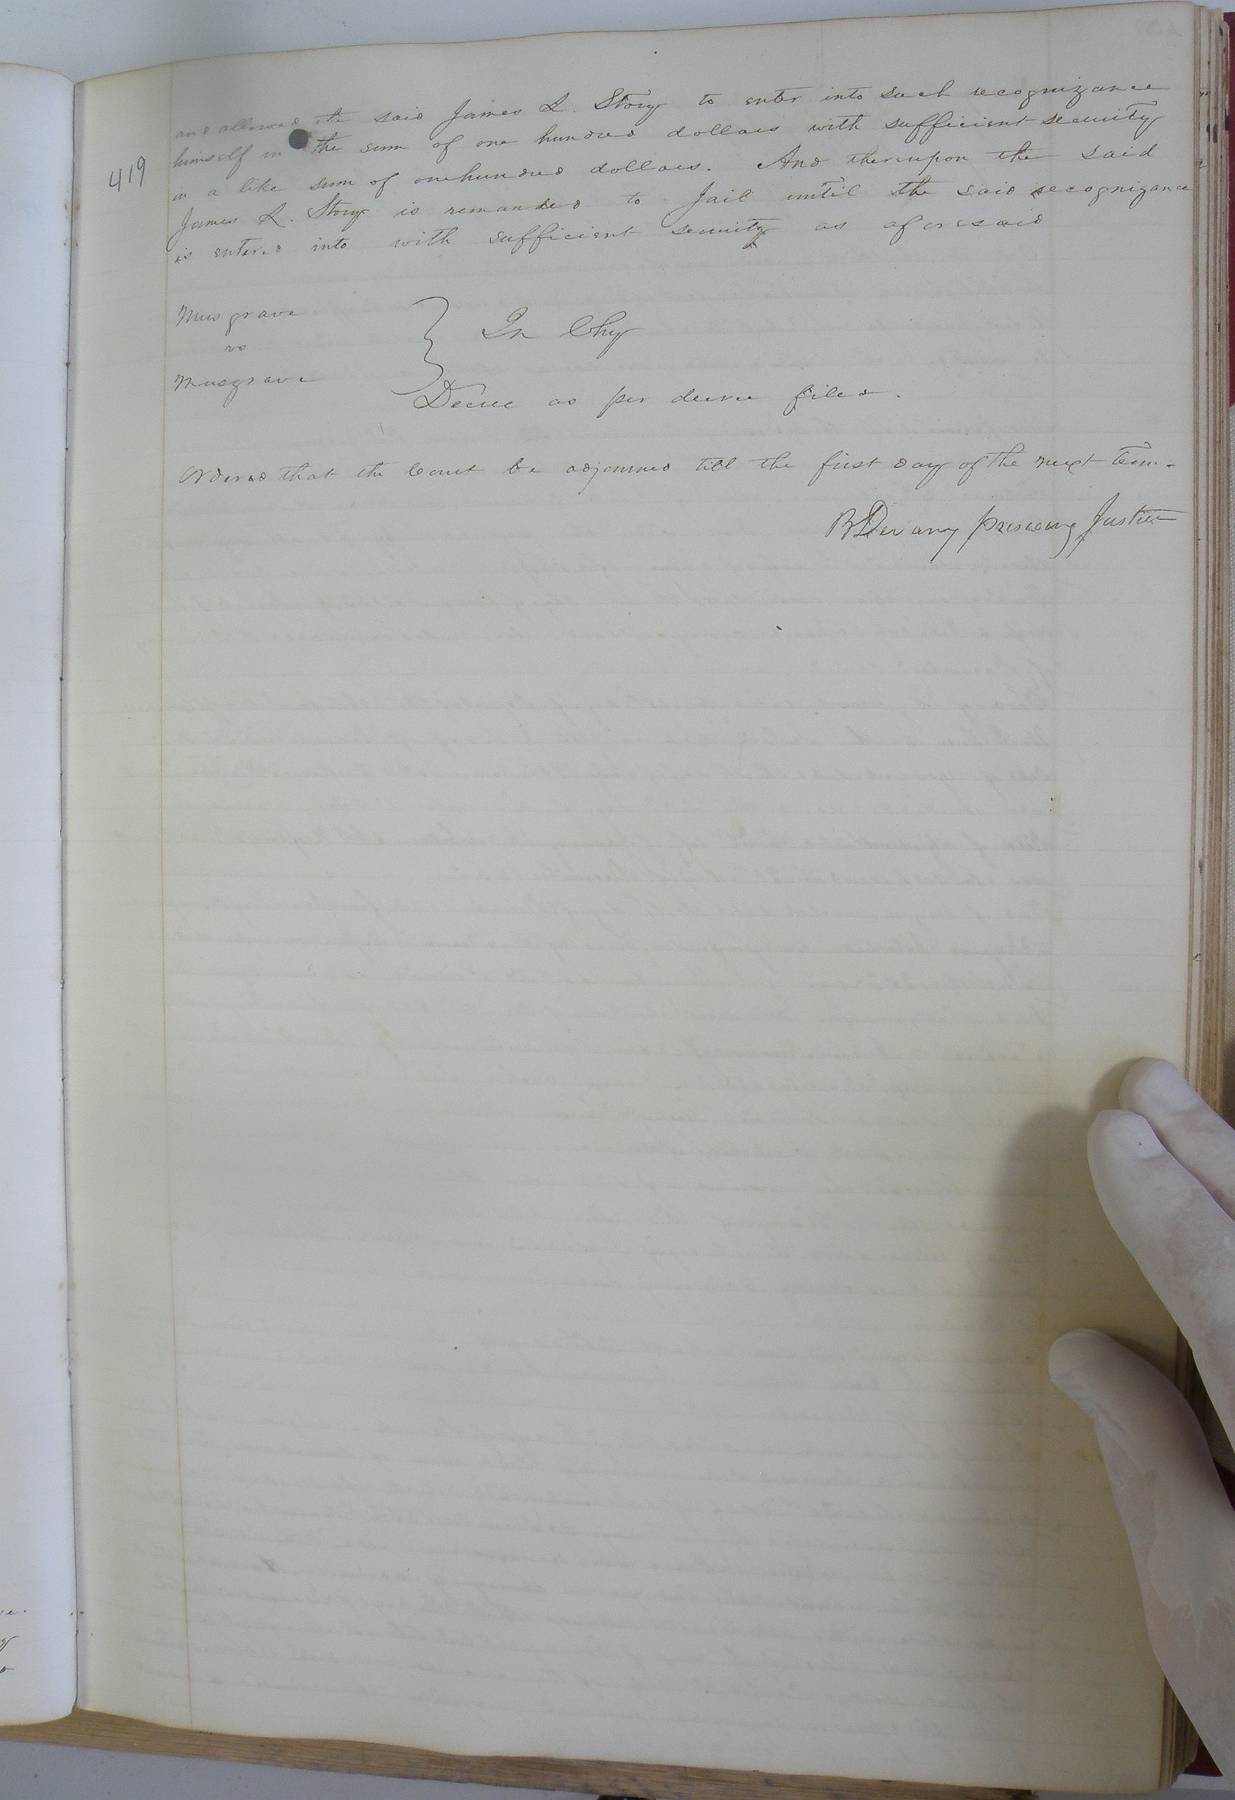 and allowed the said James L. Story to enter into such recognizance
himself in the sum of one hundred dollars with sufficient security
419
in a like sum of one hundred dollars. And thereupon the said
James L. Story is remanded to Jail until the said recognizance
is entered into with sufficient security as aforesaid
Musgrave
vs
Musgrave
In Chy
Decree as per decree filed.
Ordered that the Court be adjourned till the first day of the next term.
B Devany presiding Justice